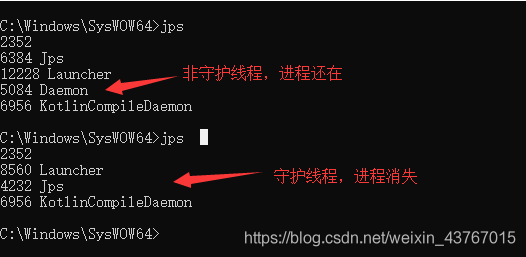 C:\Windows\SysWOW64>jps
2352
6384 Jps
12228 Launcher
5084 Daemon
6956 KotlinCompileDaemon
非守护线程，进程还在
C:\Windows\SysWOW64>jps
2352
8560 Launcher
4232 Jps
6956 KotlinCompileDaemon
守护线程，进程消失
C:\Windows\SysWOW64>
https://blog.csdn.net/weixin_43767015